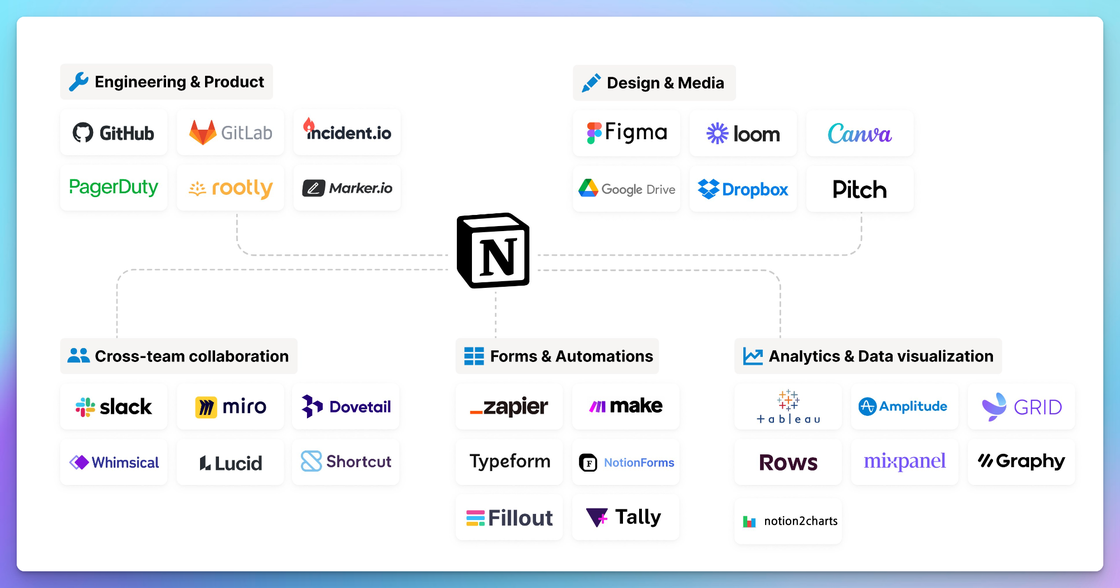 Engineering & Product
GitHub
GitLab
incident.io
PagerDuty
rootly
Marker.io
Design & Media
Figma
loom
Canva
Google Drive
Dropbox
Pitch
N
Cross-team collaboration
slack
miro
Dovetail
Whimsical
Lucid
Shortcut
Forms & Automations
zapier
make
Typeform
F
NotionForms
Fillout
Tally
Analytics & Data visualization
+ableau
Amplitude
GRID
Rows
mixpanel
Graphy
notion2charts